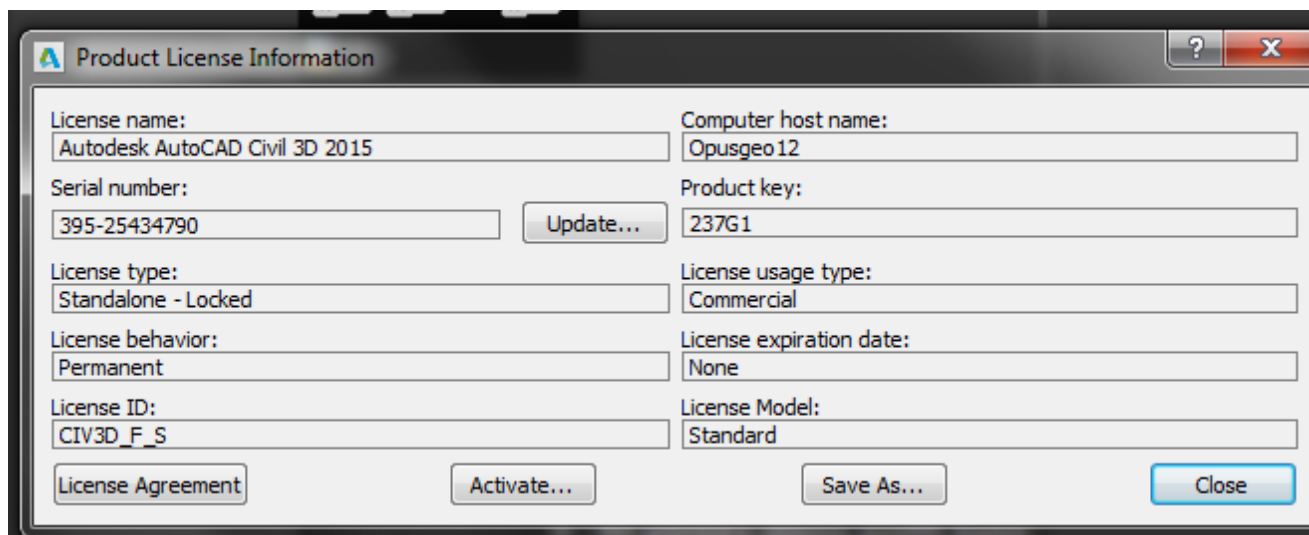 Product License Information
License name:
Autodesk AutoCAD Civil 3D 2015
Computer host name:
Opusgeo12
Serial number:
395-25434790
Update...
Product key:
237G1
License type:
Standalone - Locked
License usage type:
Commercial
License behavior:
Permanent
License expiration date:
None
License ID:
CIV3D_F_S
License Model:
Standard
License Agreement
Activate...
Save As...
Close